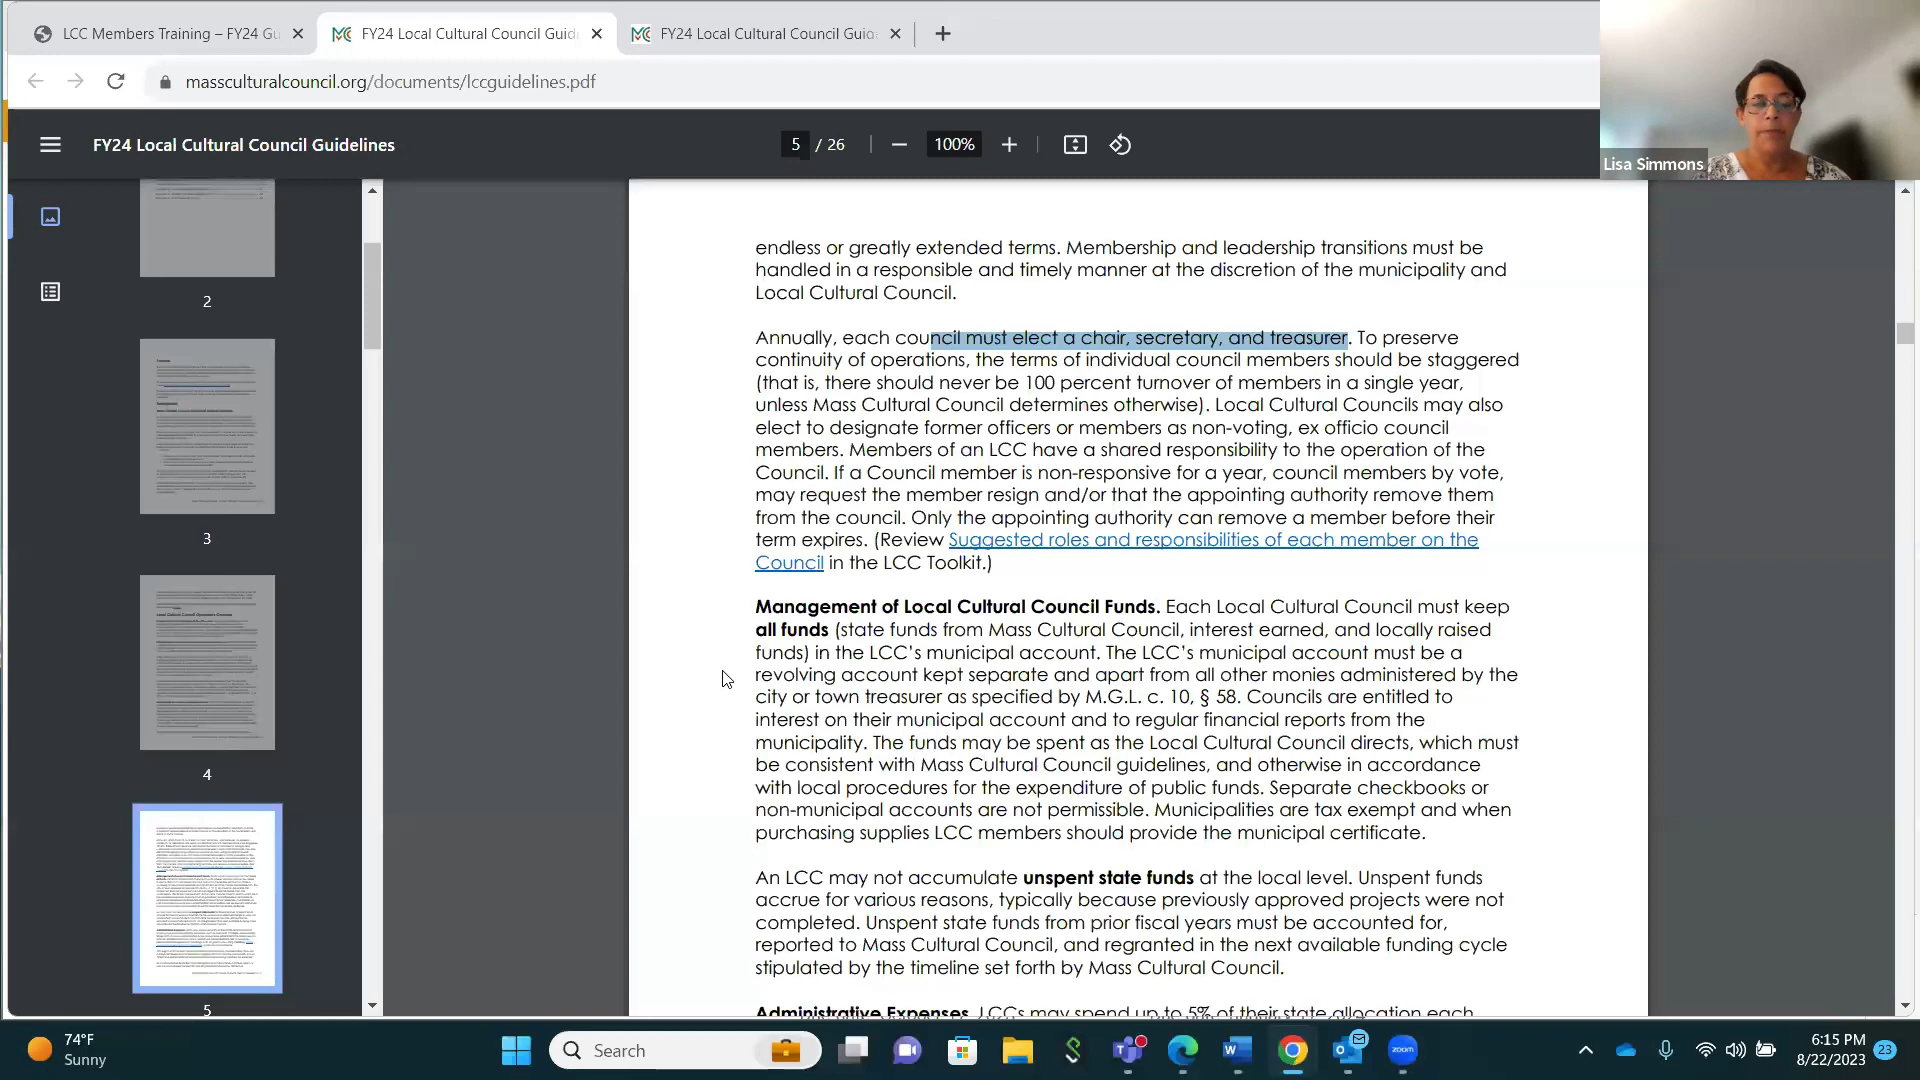 LCC Members Training – FY24 Gu
FY24 Local Cultural Council Guid
FY24 Local Cultural Council Guid
massculturalcouncil.org/documents/lccguidelines.pdf
FY24 Local Cultural Council Guidelines
5 / 26
100%
Lisa Simmons
2
3
4
5
endless or greatly extended terms. Membership and leadership transitions must be
handled in a responsible and timely manner at the discretion of the municipality and
Local Cultural Council.
Annually, each council must elect a chair, secretary, and treasurer. To preserve
continuity of operations, the terms of individual council members should be staggered
(that is, there should never be 100 percent turnover of members in a single year,
unless Mass Cultural Council determines otherwise). Local Cultural Councils may also
elect to designate former officers or members as non-voting, ex officio council
members. Members of an LCC have a shared responsibility to the operation of the
Council. If a Council member is non-responsive for a year, council members by vote,
may request the member resign and/or that the appointing authority remove them
from the council. Only the appointing authority can remove a member before their
term expires. (Review Suggested roles and responsibilities of each member on the
Council in the LCC Toolkit.)
Management of Local Cultural Council Funds. Each Local Cultural Council must keep
all funds (state funds from Mass Cultural Council, interest earned, and locally raised
funds) in the LCC's municipal account. The LCC's municipal account must be a
revolving account kept separate and apart from all other monies administered by the
city or town treasurer as specified by M.G.L. c. 10, § 58. Councils are entitled to
interest on their municipal account and to regular financial reports from the
municipality. The funds may be spent as the Local Cultural Council directs, which must
be consistent with Mass Cultural Council guidelines, and otherwise in accordance
with local procedures for the expenditure of public funds. Separate checkbooks or
non-municipal accounts are not permissible. Municipalities are tax exempt and when
purchasing supplies LCC members should provide the municipal certificate.
An LCC may not accumulate unspent state funds at the local level. Unspent funds
accrue for various reasons, typically because previously approved projects were not
completed. Unspent state funds from prior fiscal years must be accounted for,
reported to Mass Cultural Council, and regranted in the next available funding cycle
stipulated by the timeline set forth by Mass Cultural Council.
Administrative Expenses. LCCs may spend up to 5% of their state allocation each
74°F
Sunny
Search
zoom
6:15 PM
8/22/2023
23